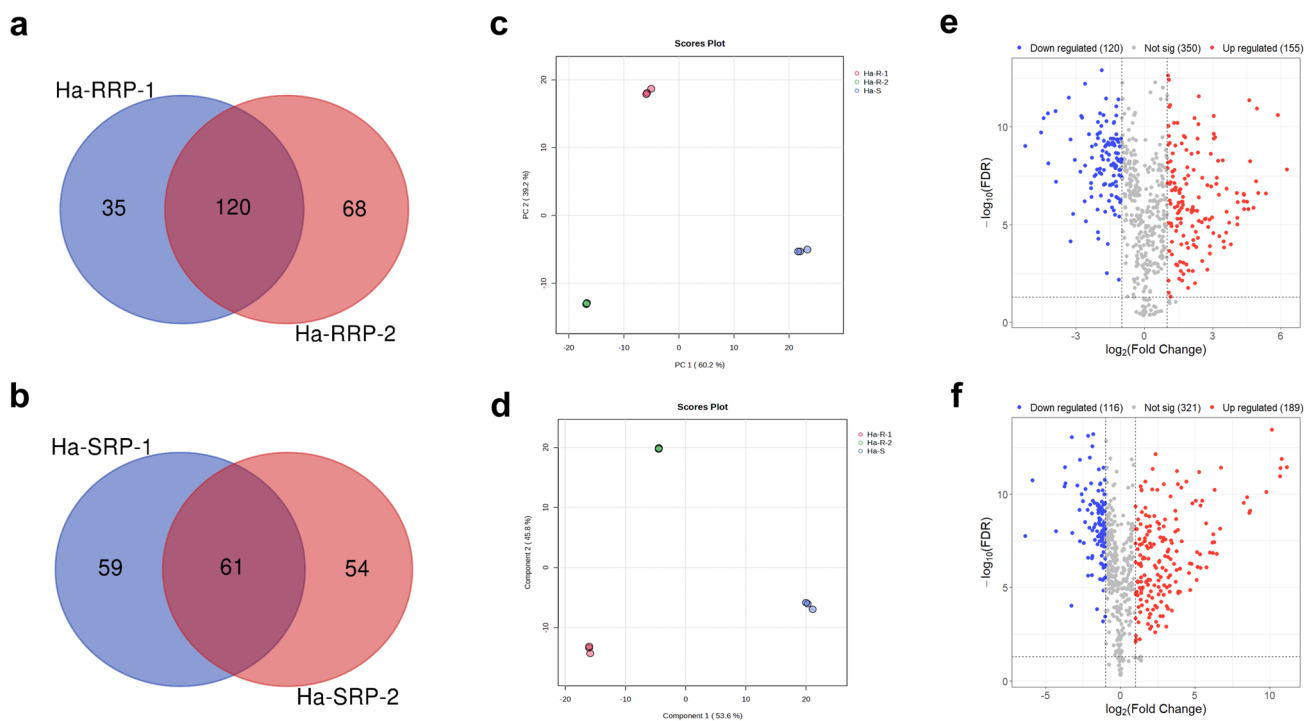 a
Ha-RRP-1
35
120
68
Ha-RRP-2
b
Ha-SRP-1
59
61
54
Ha-SRP-2
c
Scores Plot
Ha-R-1
Ha-R-2
Ha-S
PC 2 ( 39.2 %)
20
10
0
-10
-20
-10
0
10
20
PC 1 ( 60.2 %)
d
Scores Plot
Ha-R-1
Ha-R-2
Ha-S
Component 2 ( 45.8 %)
20
10
0
-10
-20
-10
0
10
20
Component 1 ( 53.6 %)
e
Down regulated (120) Not sig (350) Up regulated (155)
−log10(FDR)
10
5
0
-3
0
3
6
log2(Fold Change)
f
Down regulated (116) Not sig (321) Up regulated (189)
−log10(FDR)
10
5
0
-5
0
5
10
log2(Fold Change)